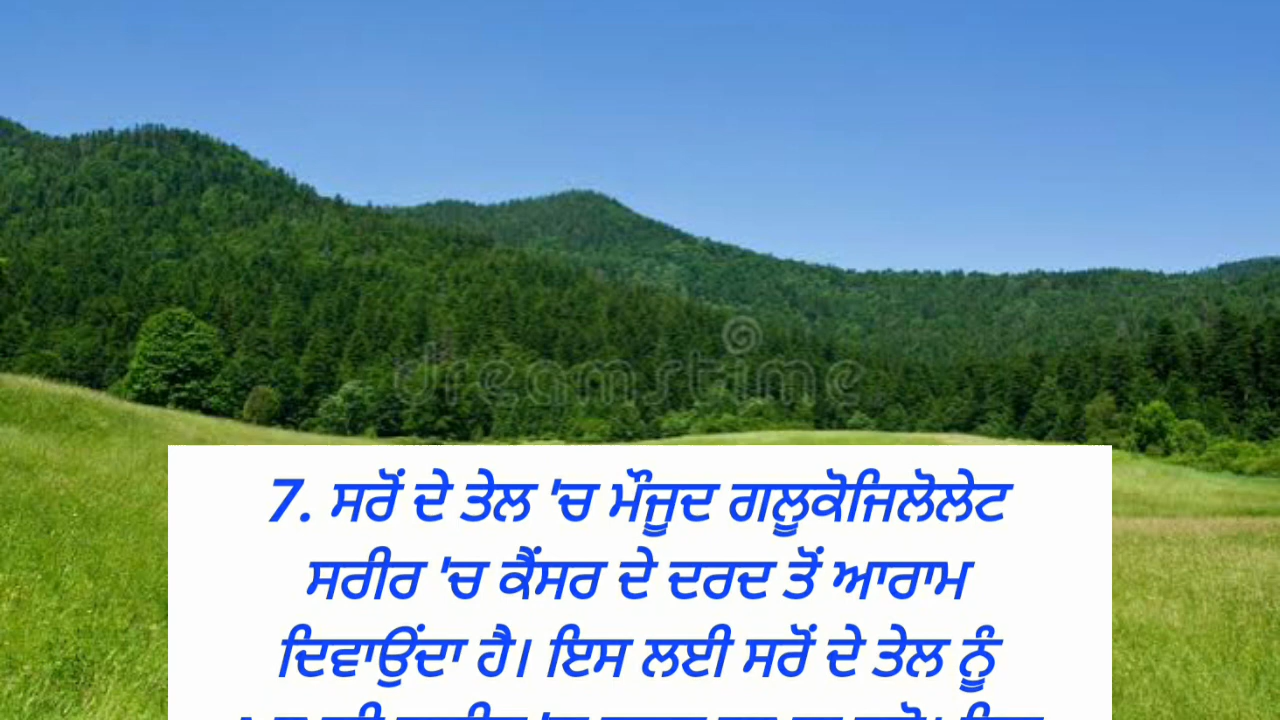 dreamstime
7. ਸਰੋਂ ਦੇ ਤੇਲ 'ਚ ਮੌਜੂਦ ਗਲੂਕੋਜਿਲੋਲੇਟ
ਸਰੀਰ 'ਚ ਕੈਂਸਰ ਦੇ ਦਰਦ ਤੋਂ ਆਰਾਮ
ਦਿਵਾਉਂਦਾ ਹੈ। ਇਸ ਲਈ ਸਰੋਂ ਦੇ ਤੇਲ ਨੂੰ